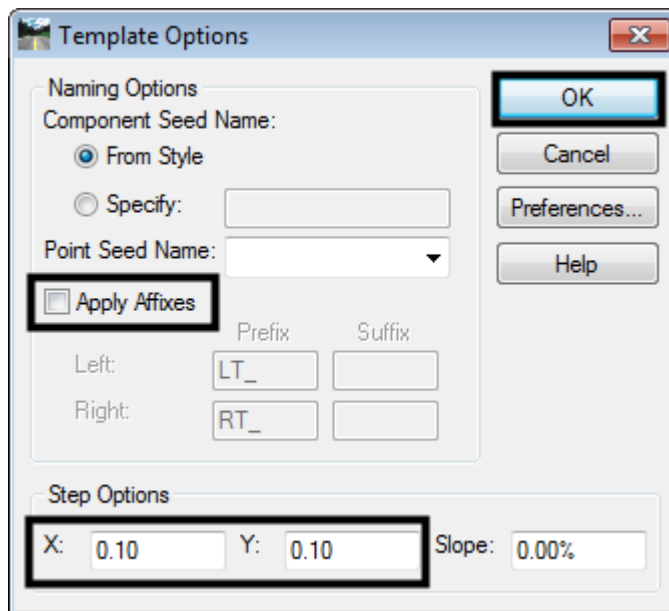 Template Options
Naming Options
Component Seed Name:
From Style
Specify:
Point Seed Name:
Apply Affixes
Prefix Suffix
Left: LT_
Right: RT_
OK
Cancel
Preferences...
Help
Step Options
X: 0.10 Y: 0.10 Slope: 0.00%